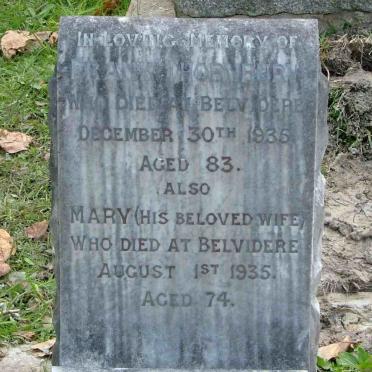 IN LOVING MEMORY OF
WHO DIED AT BELVIDERE
DECEMBER 30TH 1935.
AGED 83.
ALSO
MARY (HIS BELOVED WIFE)
WHO DIED AT BELVIDERE
AUGUST 1ST 1935.
AGED 74.